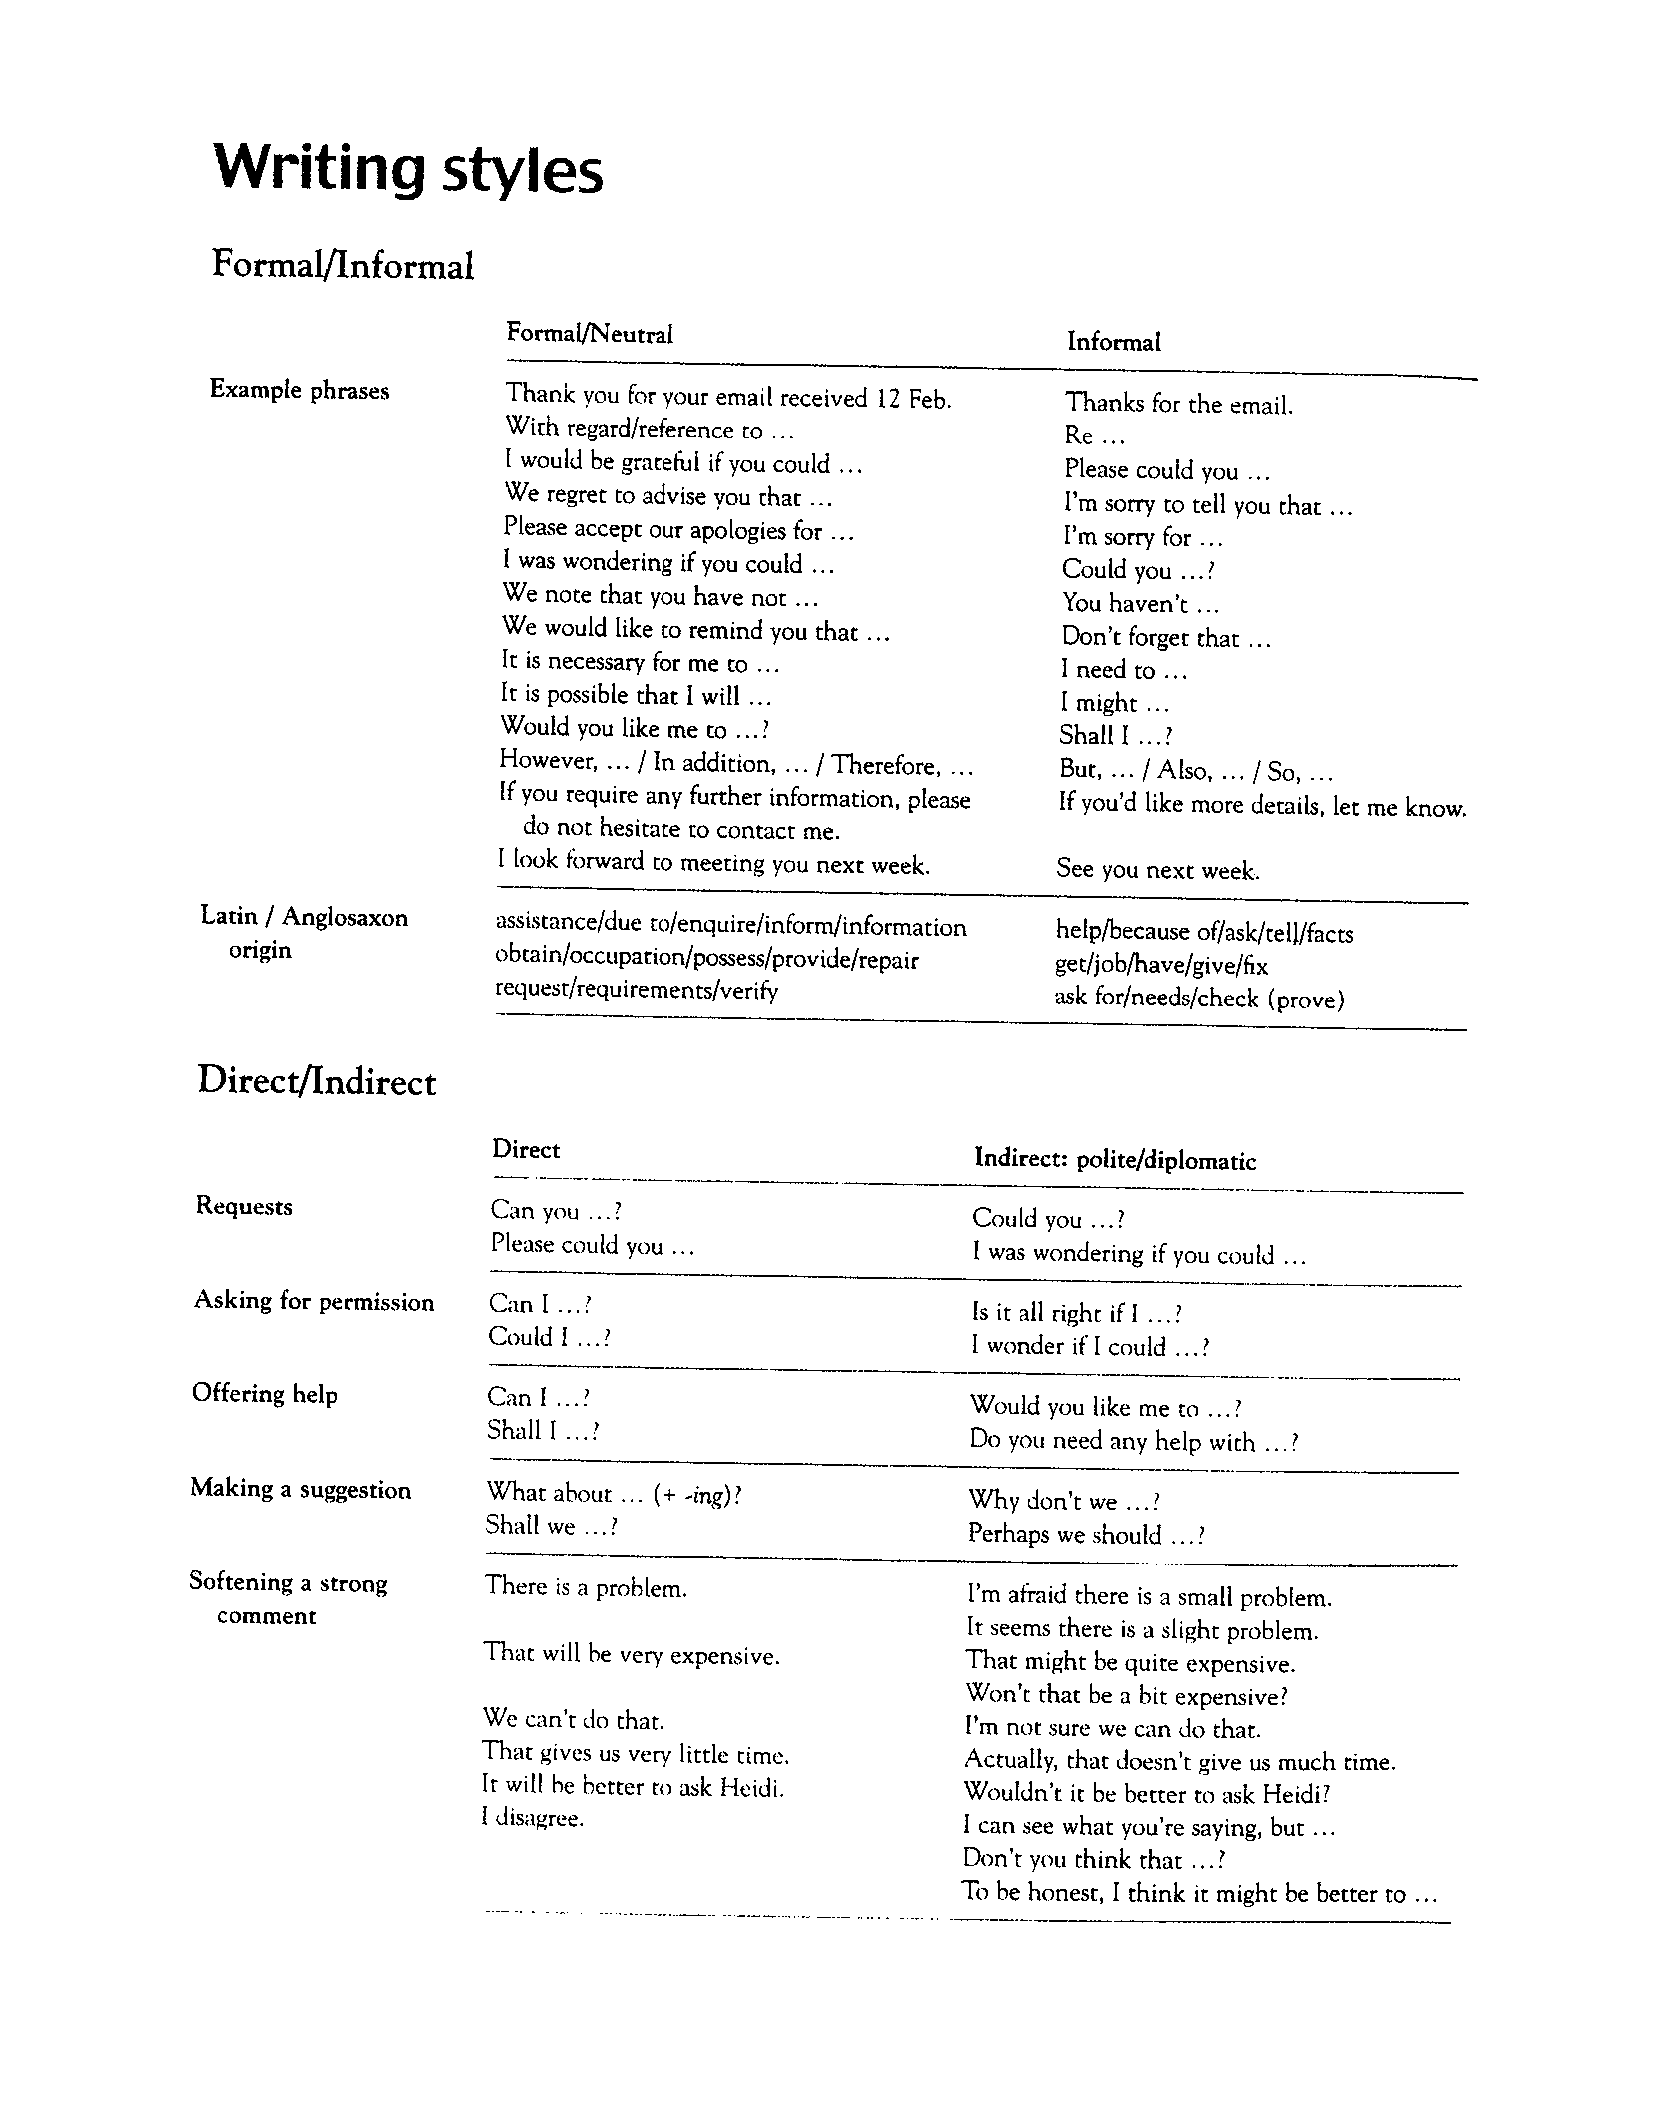 Writing styles
Formal/Informal
Formal/Neutral Informal
Example phrases Thank you for your email received 12 Feb. Thanks for the email.
With regard/reference to ... Re ...
I would be grateful if you could ... Please could you ...
We regret to advise you that ... I'm sorry to tell you that ...
Please accept our apologies for ... I'm sorry for ...
I was wondering if you could ... Could you ...?
We note that you have not ... You haven't ...
We would like to remind you that ... Don't forget that ...
It is necessary for me to ... I need to ...
It is possible that I will ... I might ...
Would you like me to ...? Shall I ...?
However, ... / In addition, ... / Therefore, ... But, ... / Also, ... / So, ...
If you require any further information, please If you'd like more details, let me know.
do not hesitate to contact me.
I look forward to meeting you next week. See you next week.
Latin / Anglosaxon assistance/due to/enquire/inform/information help/because of/ask/tell/facts
origin obtain/occupation/possess/provide/repair get/job/have/give/fix
request/requirements/verify ask for/needs/check (prove)
Direct/Indirect
Direct Indirect: polite/diplomatic
Requests Can you ...? Could you ...?
Please could you ... I was wondering if you could ...
Asking for permission Can I ...? Is it all right if I ...?
Could I ...? I wonder if I could ...?
Offering help Can I ...? Would you like me to ...?
Shall I ...? Do you need any help with ...?
Making a suggestion What about ... (+ -ing)? Why don't we ...?
Shall we ...? Perhaps we should ...?
Softening a strong There is a problem. I'm afraid there is a small problem.
comment It seems there is a slight problem.
That will be very expensive. That might be quite expensive.
Won't that be a bit expensive?
We can't do that. I'm not sure we can do that.
That gives us very little time. Actually, that doesn't give us much time.
It will be better to ask Heidi. Wouldn't it be better to ask Heidi?
I disagree. I can see what you're saying, but ...
Don't you think that ...?
To be honest, I think it might be better to ...